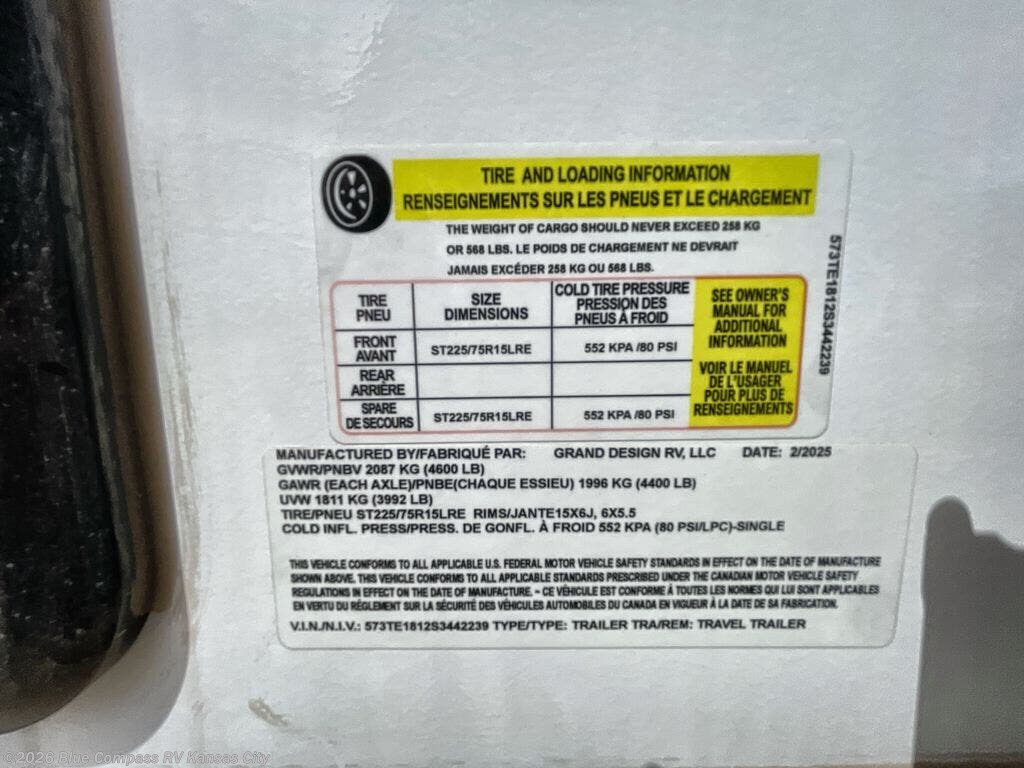 TIRE AND LOADING INFORMATION
RENSEIGNEMENTS SUR LES PNEUS ET LE CHARGEMENT
THE WEIGHT OF CARGO SHOULD NEVER EXCEED 258 KG
OR 568 LBS. LE POIDS DE CHARGEMENT NE DEVRAIT
JAMAIS EXCÉDER 258 KG OU 568 LBS.
TIRE
PNEU
SIZE
DIMENSIONS
COLD TIRE PRESSURE
PRESSION DES
PNEUS À FROID
SEE OWNER'S
MANUAL FOR
ADDITIONAL
INFORMATION
VOIR LE MANUEL
DE L'USAGER
POUR PLUS DE
RENSEIGNEMENTS
FRONT
AVANT
ST225/75R15LRE
552 KPA /80 PSI
REAR
ARRIÈRE
SPARE
DE SECOURS
ST225/75R15LRE
552 KPA /80 PSI
573TE1812S3442239
MANUFACTURED BY/FABRIQUÉ PAR: GRAND DESIGN RV, LLC DATE: 2/2025
GVWR/PNBV 2087 KG (4600 LB)
GAWR (EACH AXLE)/PNBE(CHAQUE ESSIEU) 1996 KG (4400 LB)
UVW 1811 KG (3992 LB)
TIRE/PNEU ST225/75R15LRE RIMS/JANTE15X6J, 6X5.5
COLD INFL. PRESS/PRESS. DE GONFL. À FROID 552 KPA (80 PSI/LPC)-SINGLE
THIS VEHICLE CONFORMS TO ALL APPLICABLE U.S. FEDERAL MOTOR VEHICLE SAFETY STANDARDS IN EFFECT ON THE DATE OF MANUFACTURE
SHOWN ABOVE. THIS VEHICLE CONFORMS TO ALL APPLICABLE STANDARDS PRESCRIBED UNDER THE CANADIAN MOTOR VEHICLE SAFETY
REGULATIONS IN EFFECT ON THE DATE OF MANUFACTURE. - CE VÉHICULE EST CONFORME À TOUTES LES NORMES QUI LUI SONT APPLICABLES
EN VERTU DU RÈGLEMENT SUR LA SÉCURITÉ DES VÉHICULES AUTOMOBILES DU CANADA EN VIGUEUR À LA DATE DE SA FABRICATION.
V.I.N./N.I.V.: 573TE1812S3442239 TYPE/TYPE: TRAILER TRA/REM: TRAVEL TRAILER
©2026 Blue Compass RV Kansas City